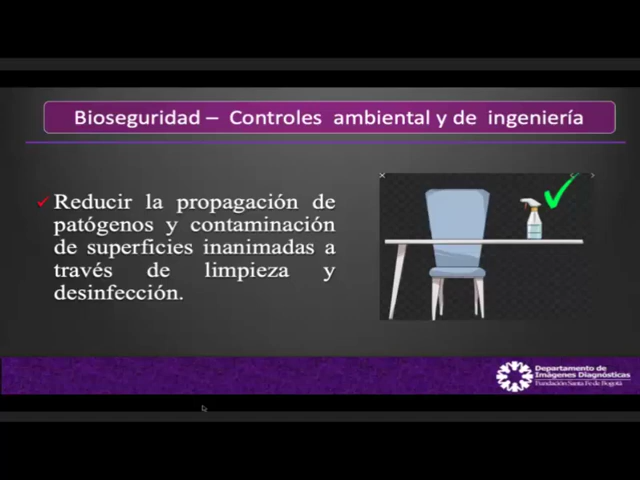 Bioseguridad – Controles ambiental y de ingeniería
Reducir la propagación de
patógenos y contaminación
de superficies inanimadas a
través de limpieza y
desinfección.
Departamento de
Imágenes Diagnósticas
Fundación Santa Fe de Bogotá